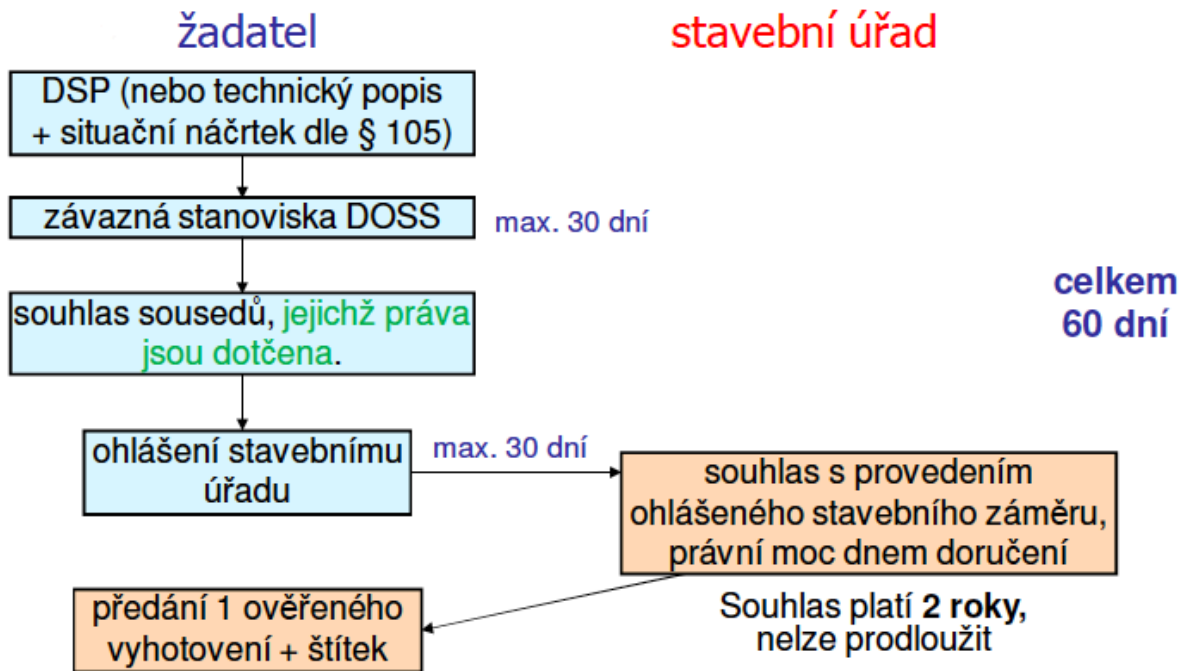 žadatel
stavební úřad
DSP (nebo technický popis
+ situační náčrtek dle § 105)
závazná stanoviska DOSS
max. 30 dní
souhlas sousedů, jejichž práva
jsou dotčena.
celkem
60 dní
ohlášení stavebnímu
úřadu
max. 30 dní
souhlas s provedením
ohlášeného stavebního záměru,
právní moc dnem doručení
předání 1 ověřeného
vyhotovení + štítek
Souhlas platí 2 roky,
nelze prodloužit